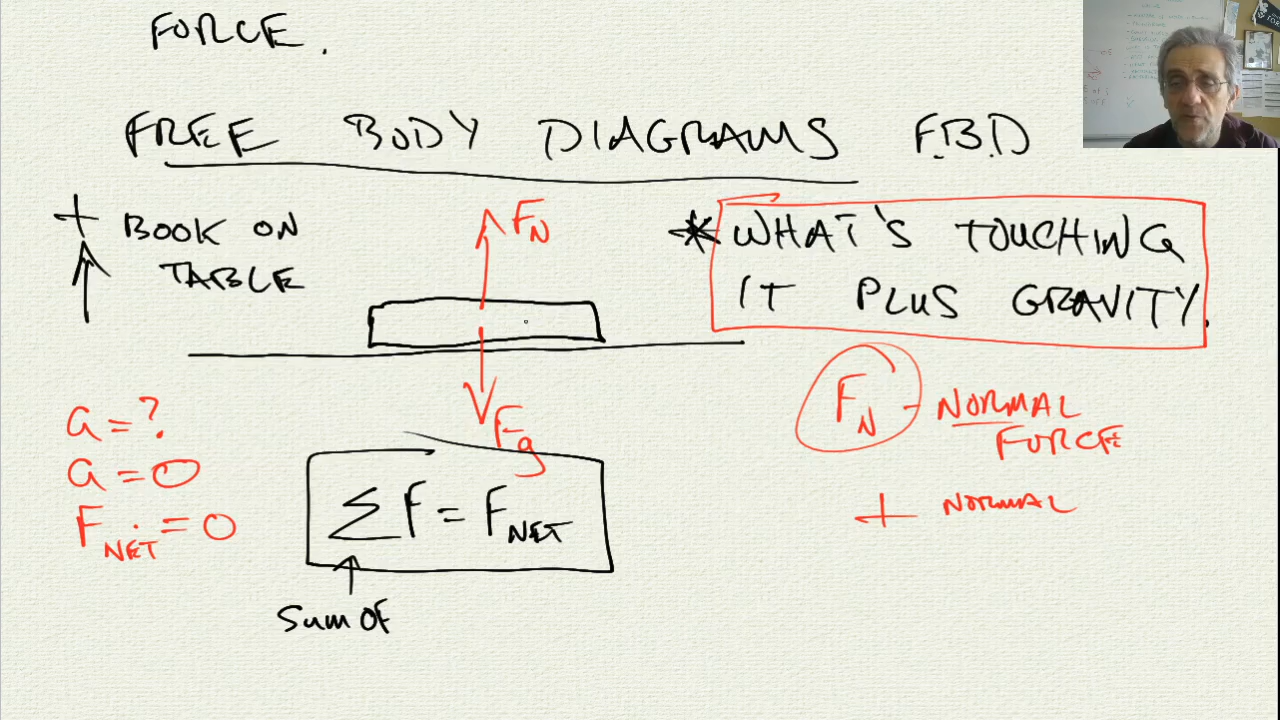 FORCE.
FREE BODY DIAGRAMS F.B.D
+ BOOK ON
TABLE
F_N
* WHAT'S TOUCHING
IT PLUS GRAVITY.
F_N - NORMAL
FORCE
+ NORMAL
F_g
a = ?
a = 0
F_NET = 0
∑F = F_NET
Sum OF